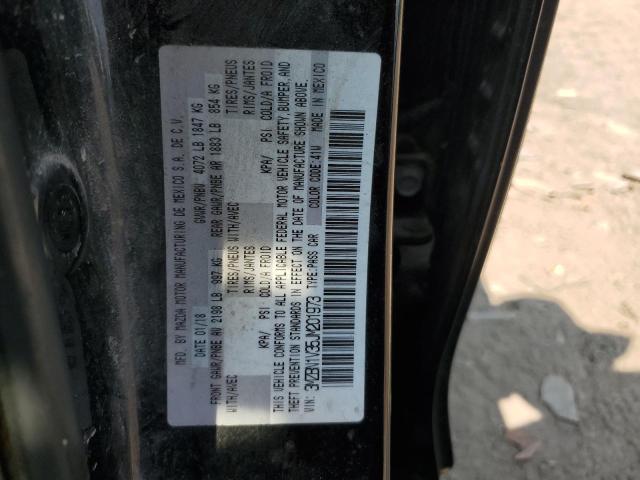 MFD. BY MAZDA MOTOR MANUFACTURING DE MEXICO S.A. DE C.V.
DATE 01/18 GVWR/PNBV 4072 LB 1847 KG
FRONT GAWR/PNBE AV 2198 LB 997 KG REAR GAWR/PNBE AR 1883 LB 854 KG
WITH/AVEC TIRES/PNEUS WITH/AVEC TIRES/PNEUS
RIMS/JANTES RIMS/JANTES
KPA/ PSI COLD/A FROID KPA/ PSI COLD/A FROID
THIS VEHICLE CONFORMS TO ALL APPLICABLE FEDERAL MOTOR VEHICLE SAFETY, BUMPER, AND
THEFT PREVENTION STANDARDS IN EFFECT ON THE DATE OF MANUFACTURE SHOWN ABOVE.
VIN: 3MZBN1V35JM201973 TYPE:PASS CAR COLOR CODE:41W MADE IN MEXICO